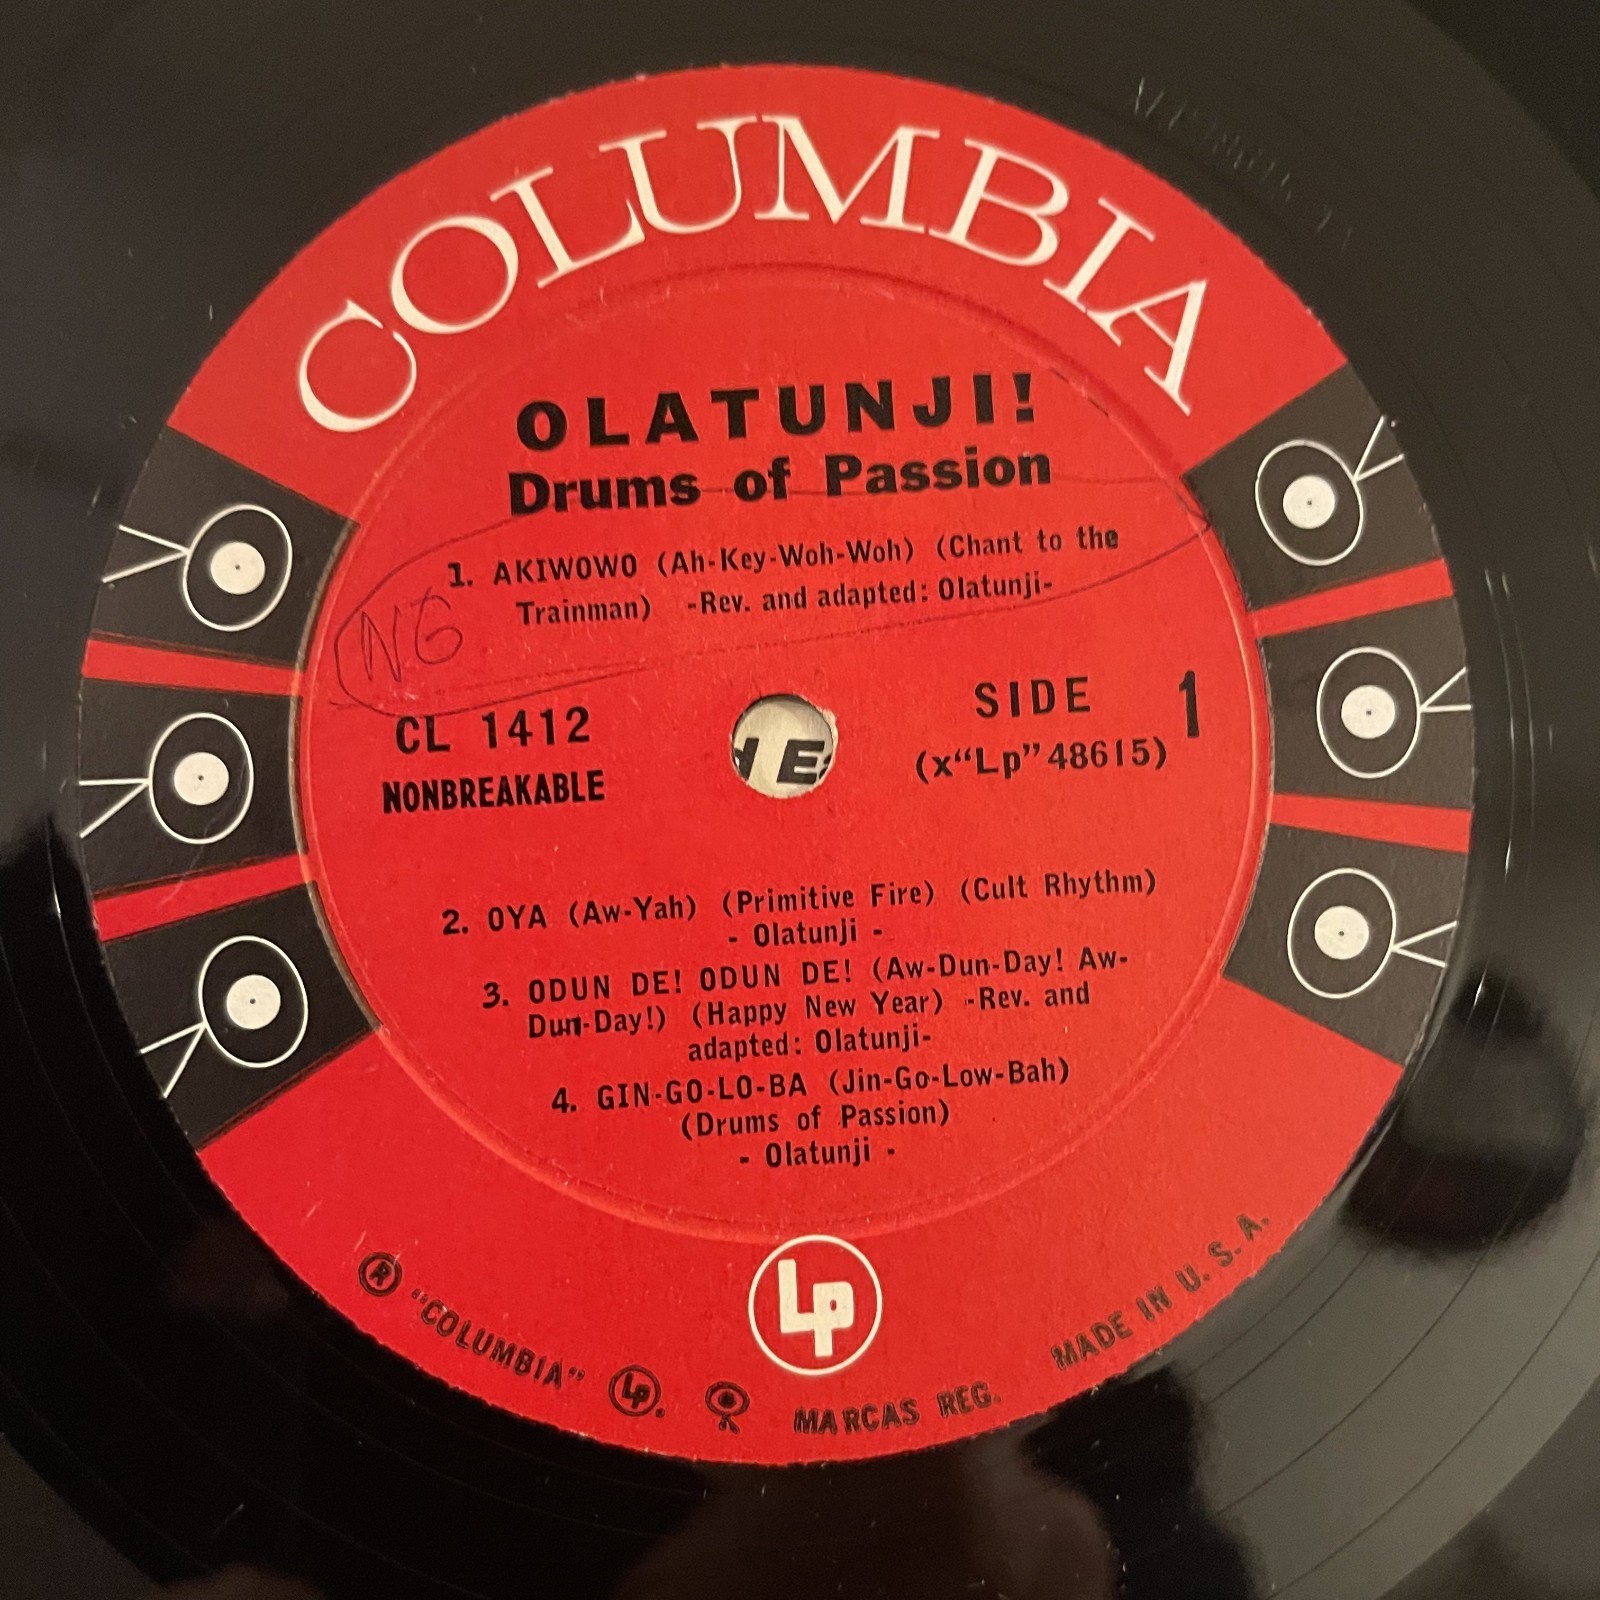 COLUMBIA
OLATUNJI!
Drums of Passion
1. AKIWOWO (Ah-Key-Woh-Woh) (Chant to the
Trainman) -Rev. and adapted: Olatunji-
NG
CL 1412
NONBREAKABLE
SIDE 1
(x“Lp”48615)
2. OYA (Aw-Yah) (Primitive Fire) (Cult Rhythm)
- Olatunji -
3. ODUN DE! ODUN DE! (Aw-Dun-Day! Aw-
Dun-Day!) (Happy New Year) -Rev. and
adapted: Olatunji-
4. GIN-GO-LO-BA (Jin-Go-Low-Bah)
(Drums of Passion)
- Olatunji -
Lp
® "COLUMBIA" Lp. MARCAS REG. MADE IN U. S. A.